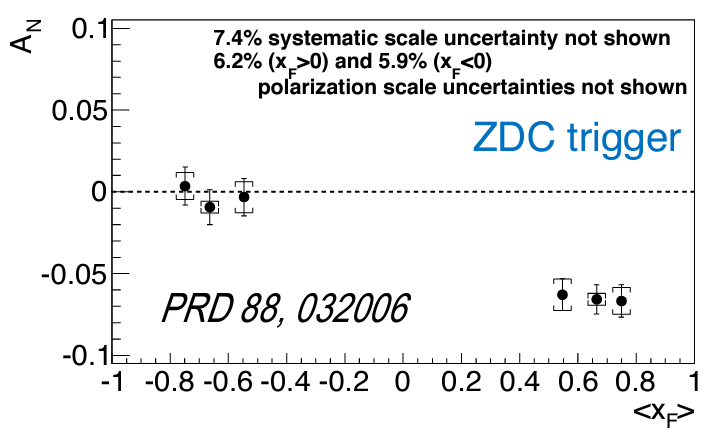 A_N
0.1
0.05
0
-0.05
-0.1
7.4% systematic scale uncertainty not shown
6.2% (x_F>0) and 5.9% (x_F<0)
polarization scale uncertainties not shown
ZDC trigger
PRD 88, 032006
-1 -0.8 -0.6 -0.4 -0.2 0 0.2 0.4 0.6 0.8 1
<x_F>